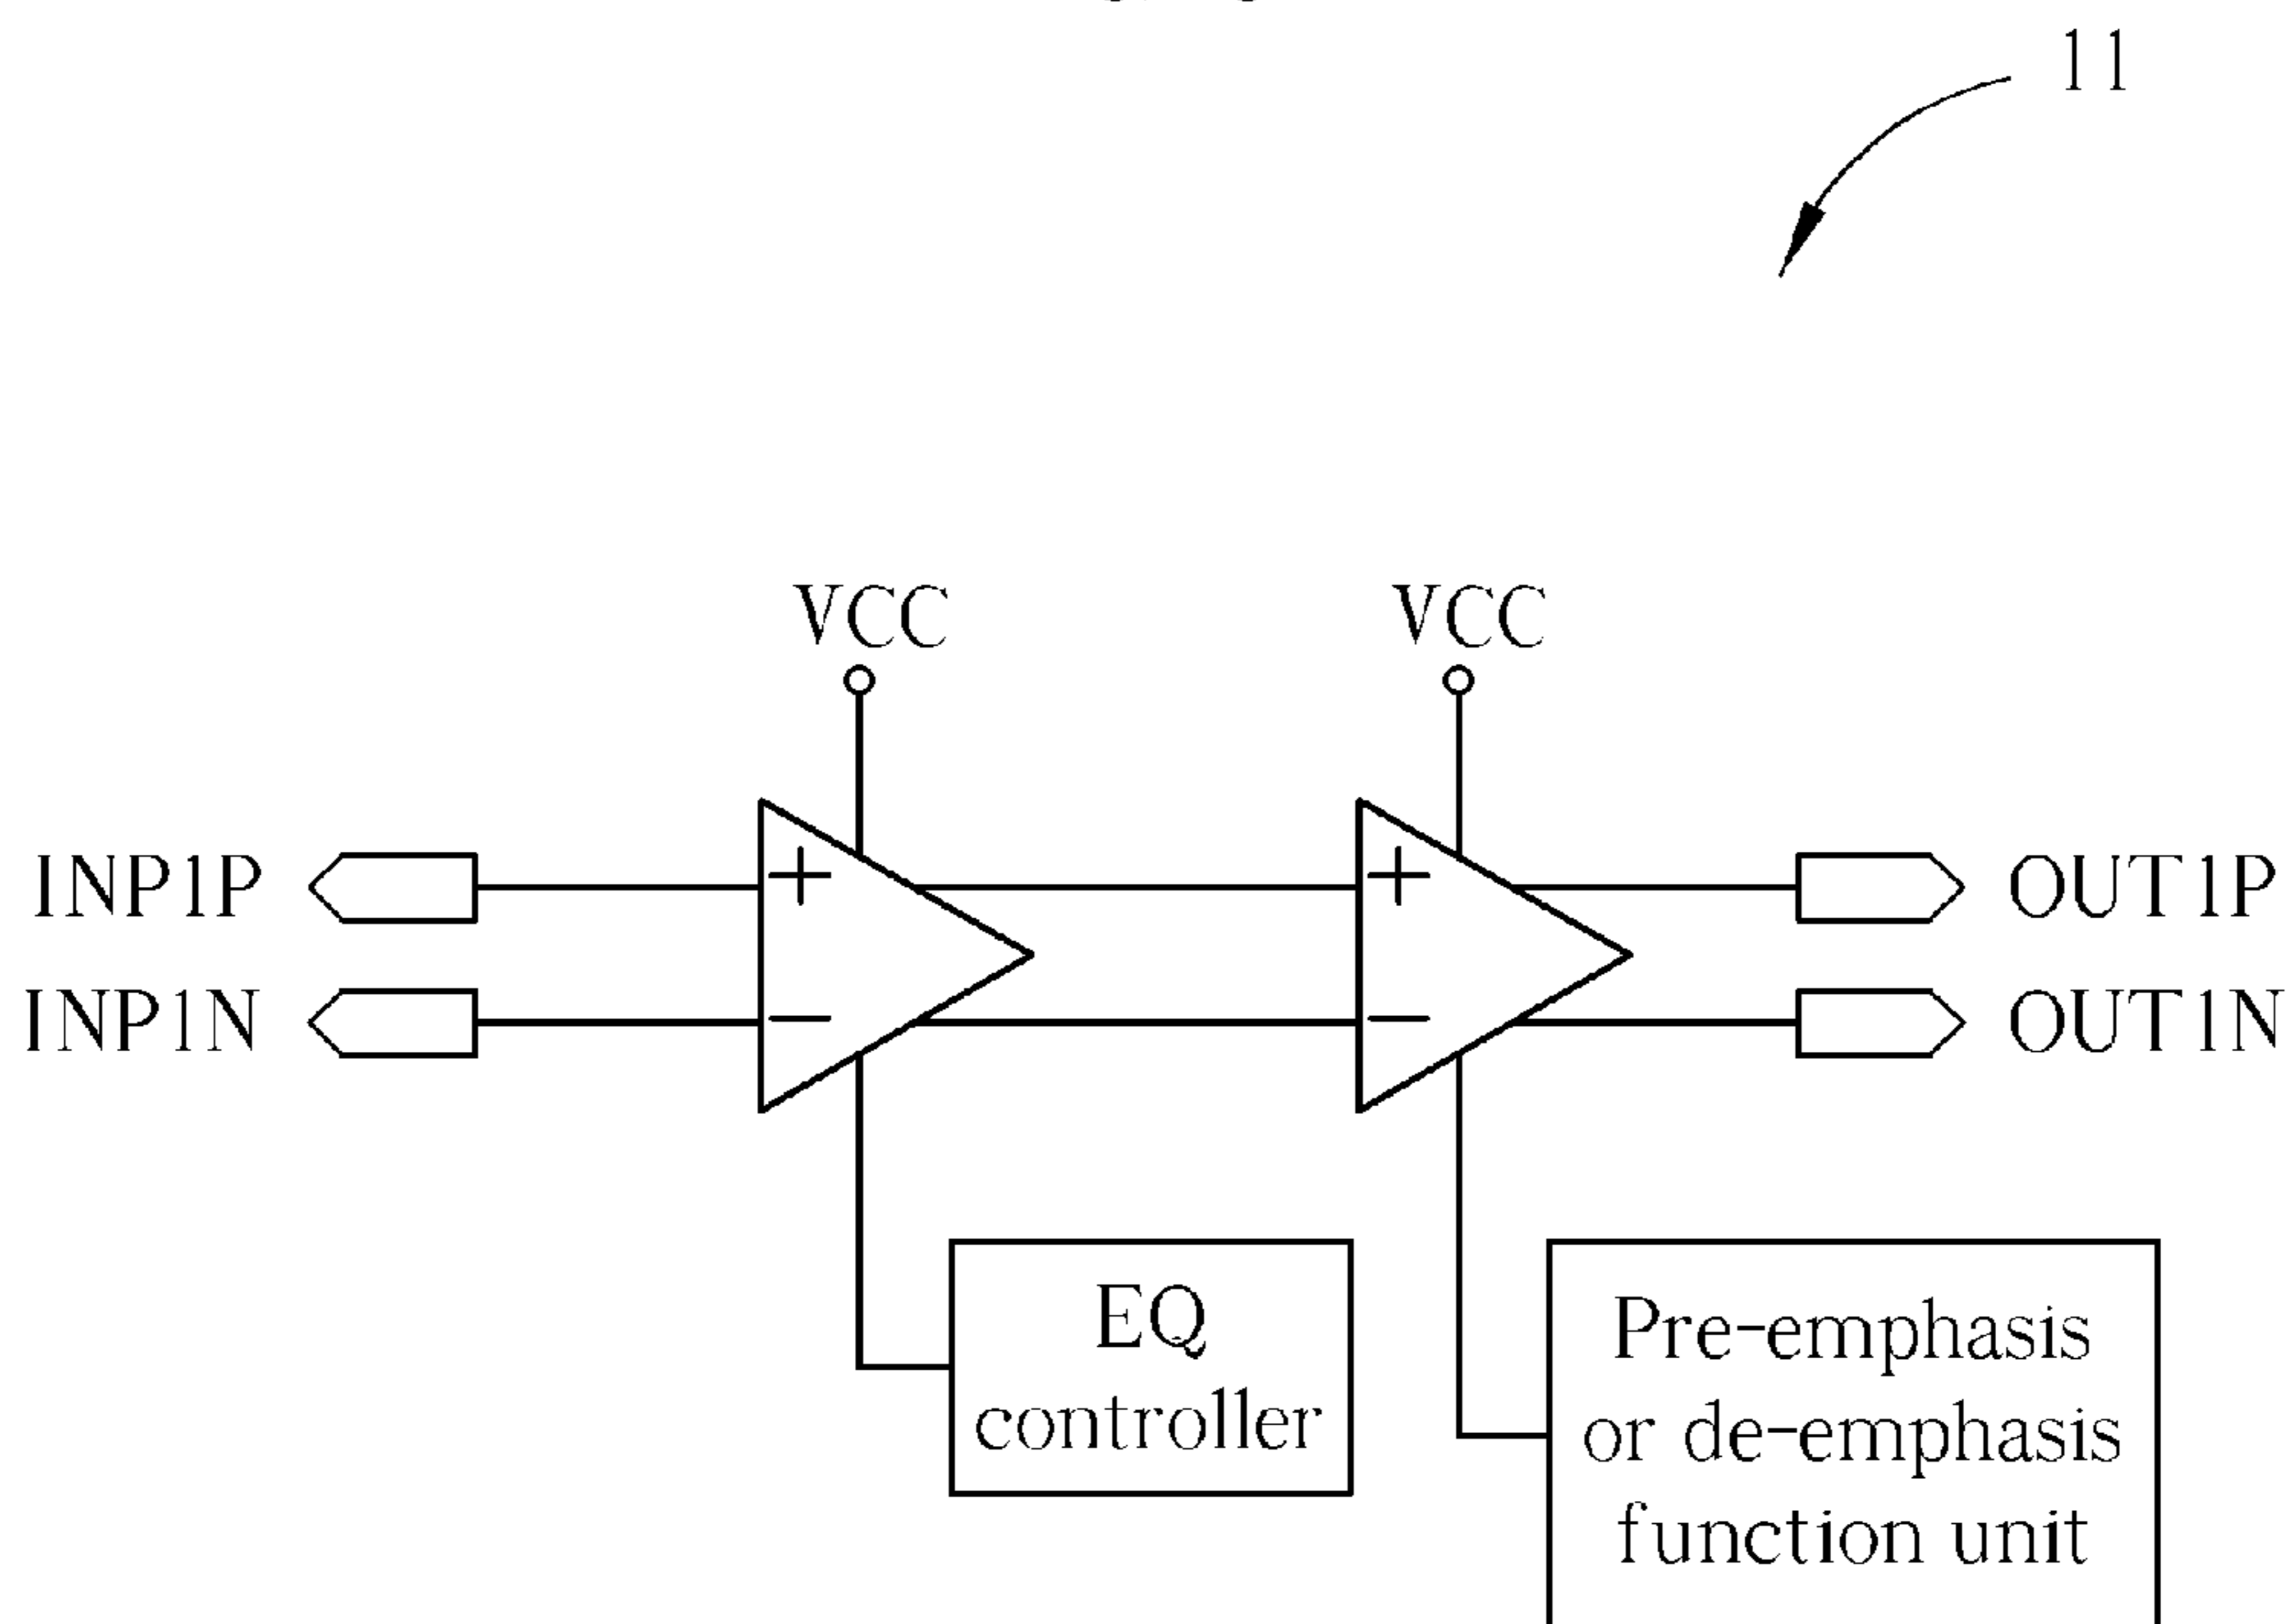 11
VCC
VCC
INP1P
OUT1P
INP1N
OUT1N
EQ
controller
Pre-emphasis
or de-emphasis
function unit